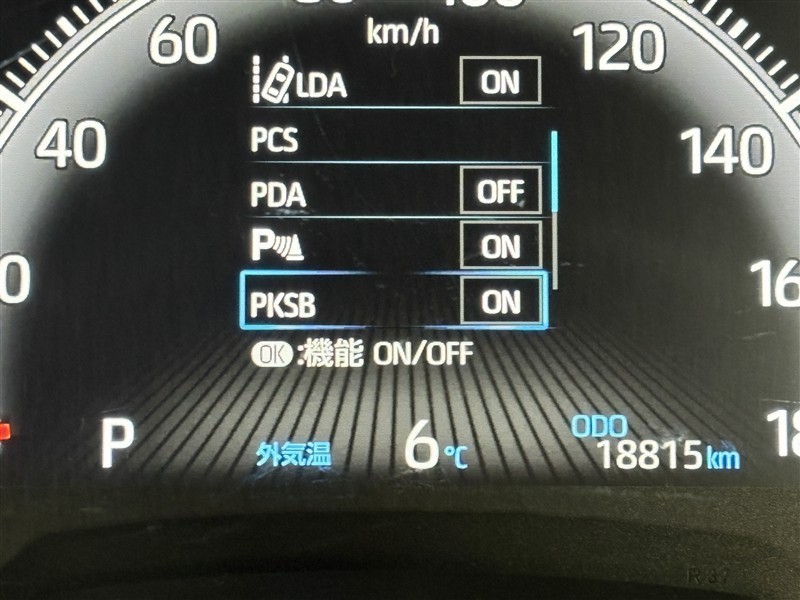 km/h
60
120
LDA ON
40
PCS
140
PDA OFF
P ON
PKSB ON
OK:機能 ON/OFF
P
外気温 6℃
ODO
18815km